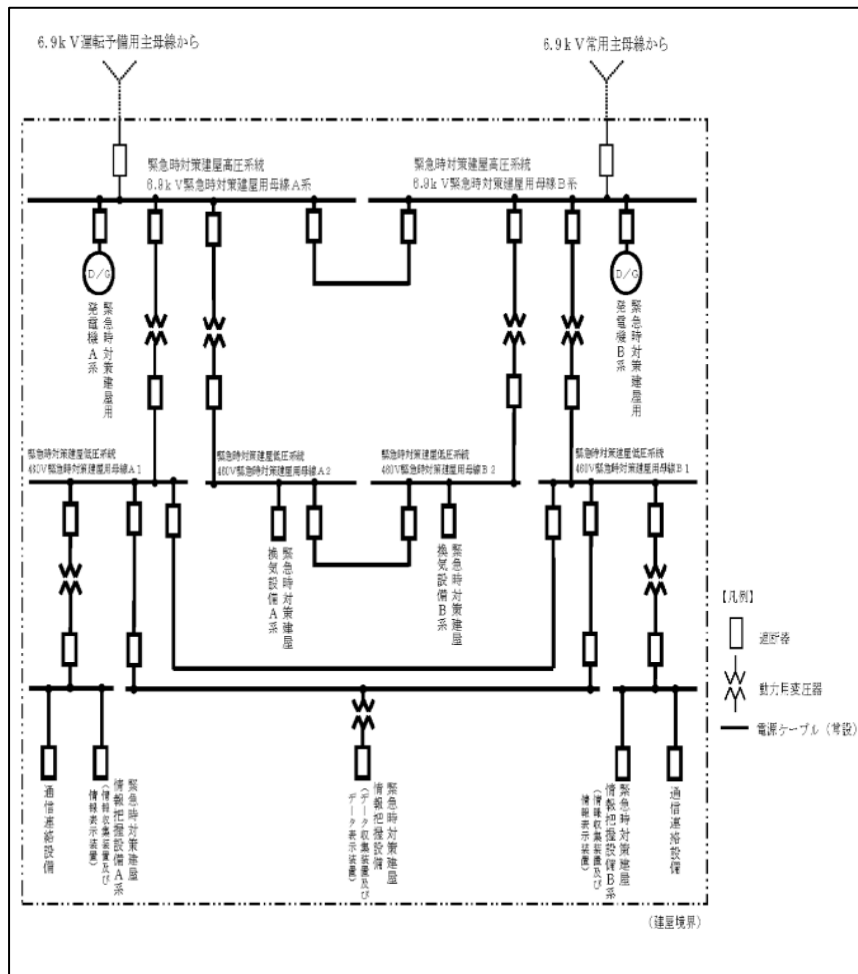 6.9kV運転予備用主母線から
6.9kV常用主母線から
緊急時対策建屋高圧系統
6.9kV緊急時対策建屋用母線A系
緊急時対策建屋高圧系統
6.9kV緊急時対策建屋用母線B系
D/G
緊急時対策建屋用
発電機A系
D/G
緊急時対策建屋用
発電機B系
緊急時対策建屋低圧系統
460V緊急時対策建屋用母線A1
緊急時対策建屋低圧系統
460V緊急時対策建屋用母線A2
緊急時対策建屋低圧系統
460V緊急時対策建屋用母線B2
緊急時対策建屋低圧系統
460V緊急時対策建屋用母線B1
緊急時対策建屋
換気設備A系
緊急時対策建屋
換気設備B系
【凡例】
遮断器
動力用変圧器
電源ケーブル(常設)
通信連絡設備
緊急時対策建屋
情報把握設備A系
(情報収集装置及び
情報表示装置)
緊急時対策建屋
情報把握設備
(データ収集装置及び
データ表示装置)
緊急時対策建屋
情報把握設備B系
(情報収集装置及び
情報表示装置)
通信連絡設備
(建屋境界)